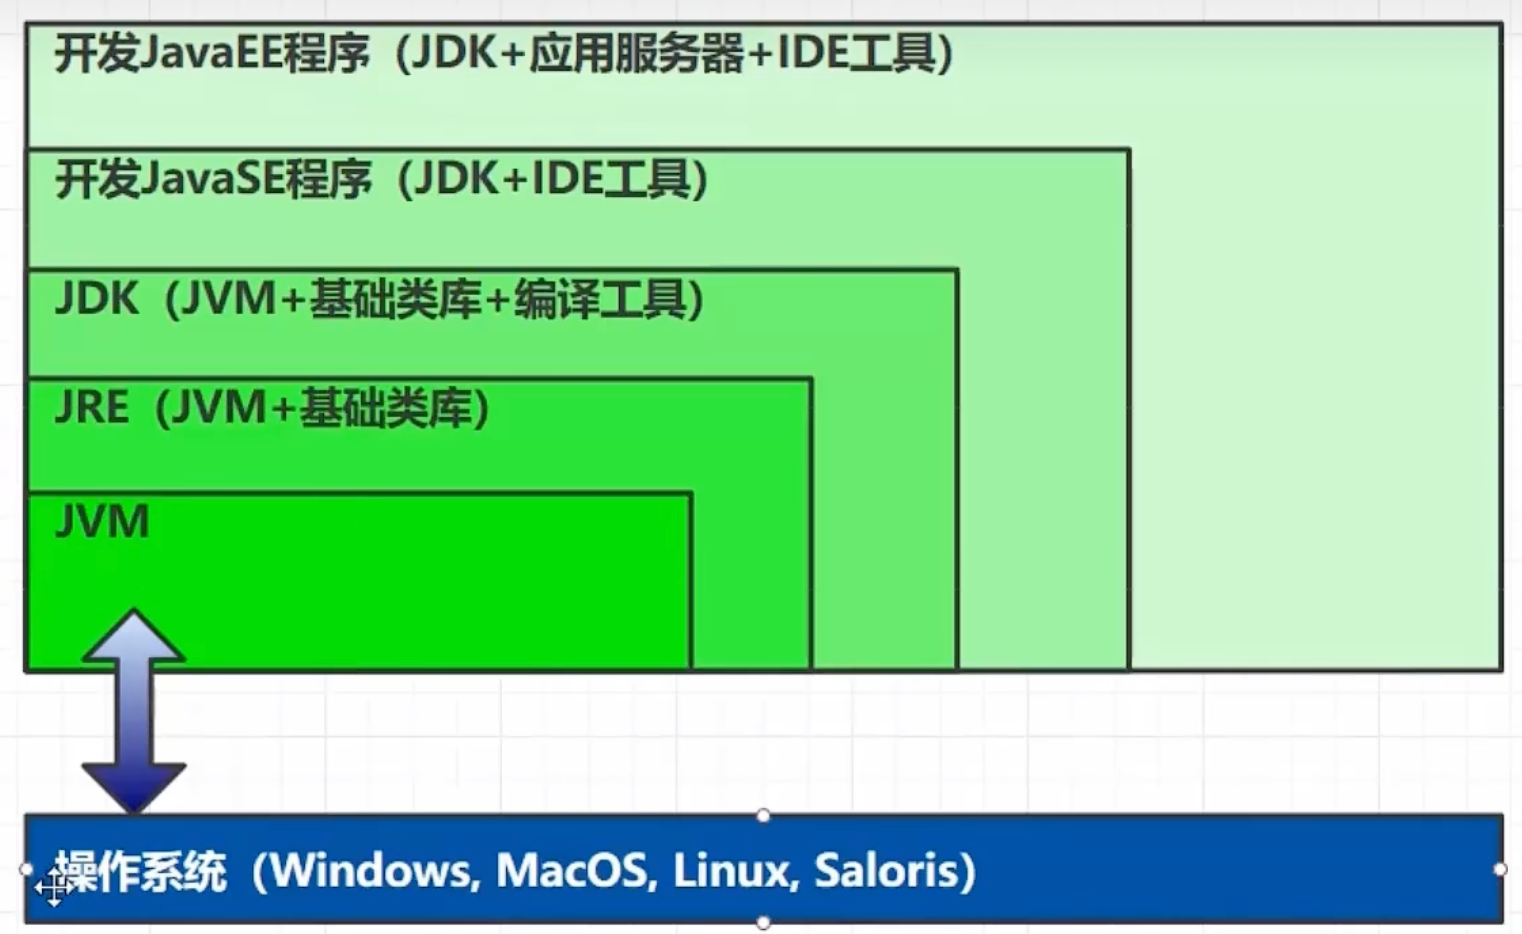 开发JavaEE程序（JDK+应用服务器+IDE工具）
开发JavaSE程序（JDK+IDE工具）
JDK（JVM+基础类库+编译工具）
JRE（JVM+基础类库）
JVM
操作系统（Windows, MacOS, Linux, Saloris）